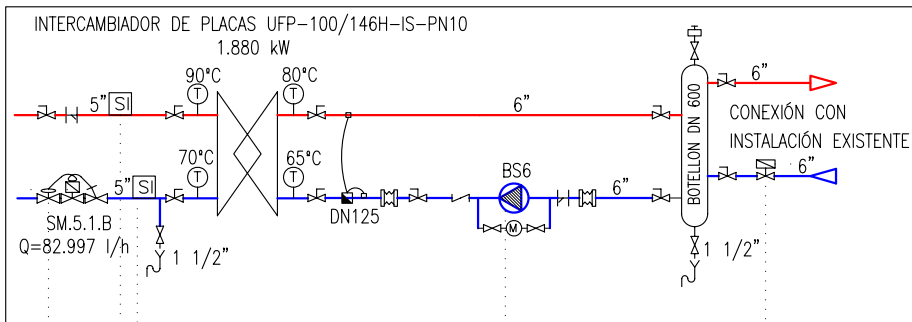 INTERCAMBIADOR DE PLACAS UFP-100/146H-IS-PN10
1.880 kW
90°C
80°C
5"
SI
T
T
6"
6"
CONEXIÓN CON
INSTALACIÓN EXISTENTE
BOTELLON DN 600
70°C
65°C
5"
SI
T
T
BS6
6"
6"
DN125
M
SM.5.1.B
Q=82.997 l/h
1 1/2"
1 1/2"